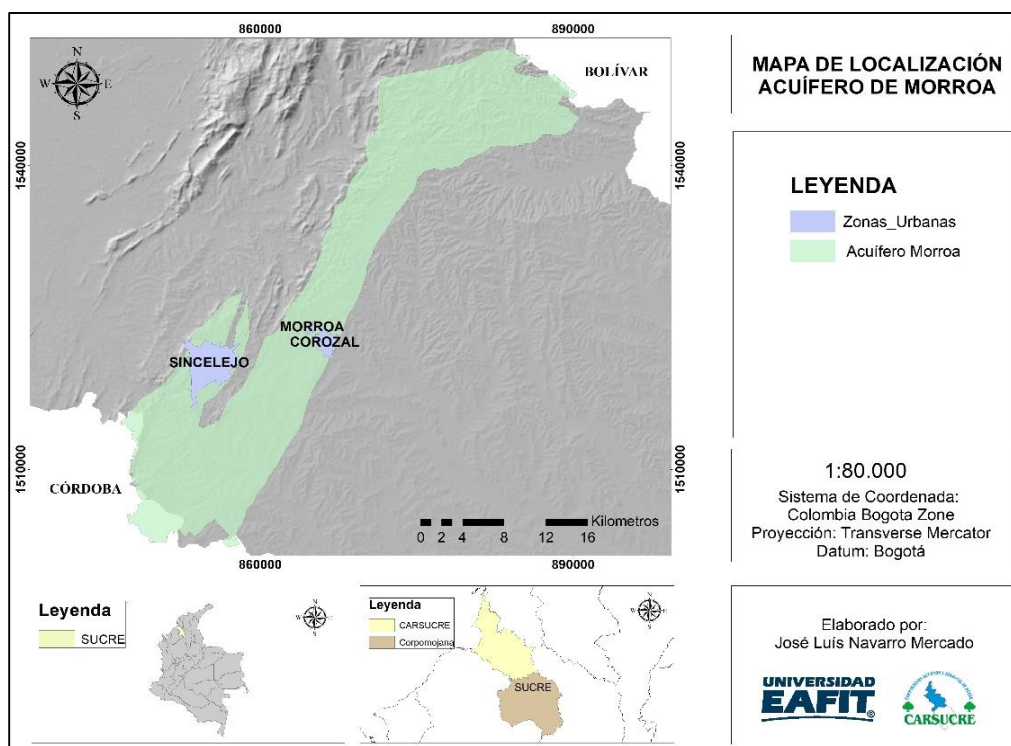 860000
890000
N
W
E
S
BOLÍVAR
1540000
1540000
MORROA
COROZAL
SINCELEJO
1510000
1510000
CÓRDOBA
Kilometros
0 2 4 8 12 16
860000
890000
MAPA DE LOCALIZACIÓN
ACUÍFERO DE MORROA
LEYENDA
Zonas_Urbanas
Acuífero Morroa
1:80.000
Sistema de Coordenada:
Colombia Bogota Zone
Proyección: Transverse Mercator
Datum: Bogotá
Leyenda
SUCRE
Leyenda
CARSUCRE
Corpomojana
SUCRE
Elaborado por:
José Luís Navarro Mercado
UNIVERSIDAD
EAFIT
CARSUCRE